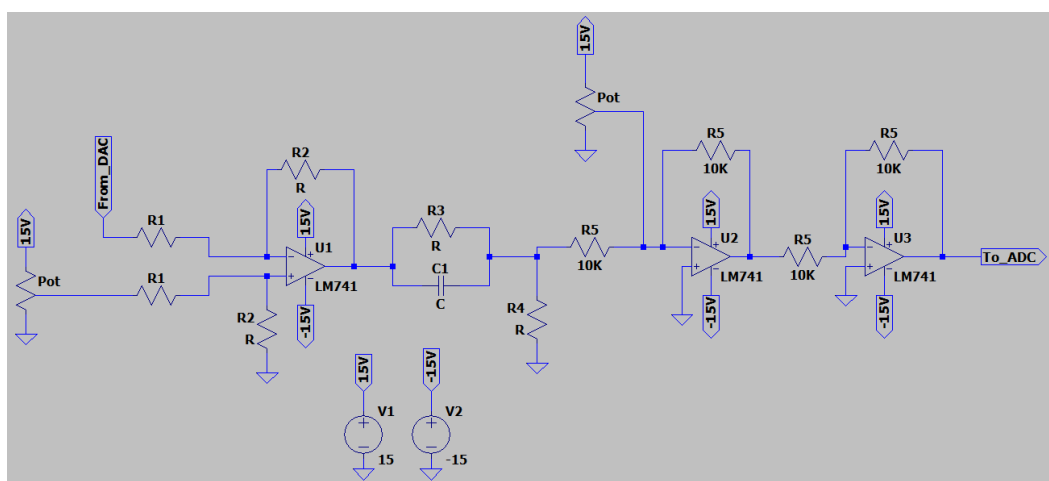 15V
Pot
R5
10K
R5
10K
From_DAC
R2
R
15V
U1
LM741
-15V
R1
15V
Pot
R1
R2
R
R3
R
C1
C
R4
R
R5
10K
15V
U2
LM741
-15V
R5
10K
15V
U3
LM741
-15V
To_ADC
15V
V1
15
-15V
V2
-15